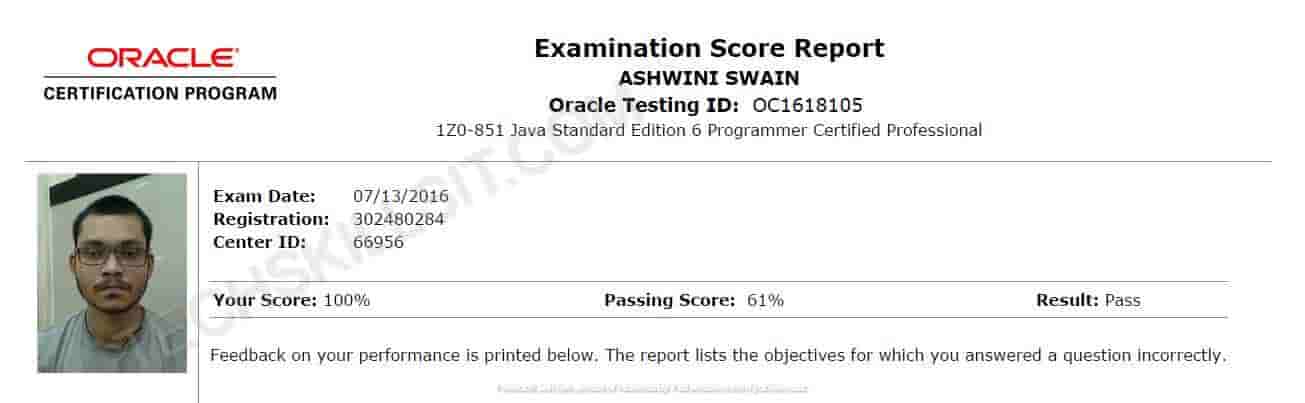 ORACLE
CERTIFICATION PROGRAM
Examination Score Report
ASHWINI SWAIN
Oracle Testing ID: OC1618105
1Z0-851 Java Standard Edition 6 Programmer Certified Professional
Exam Date: 07/13/2016
Registration: 302480284
Center ID: 66956
Your Score: 100% Passing Score: 61% Result: Pass
Feedback on your performance is printed below. The report lists the objectives for which you answered a question incorrectly.